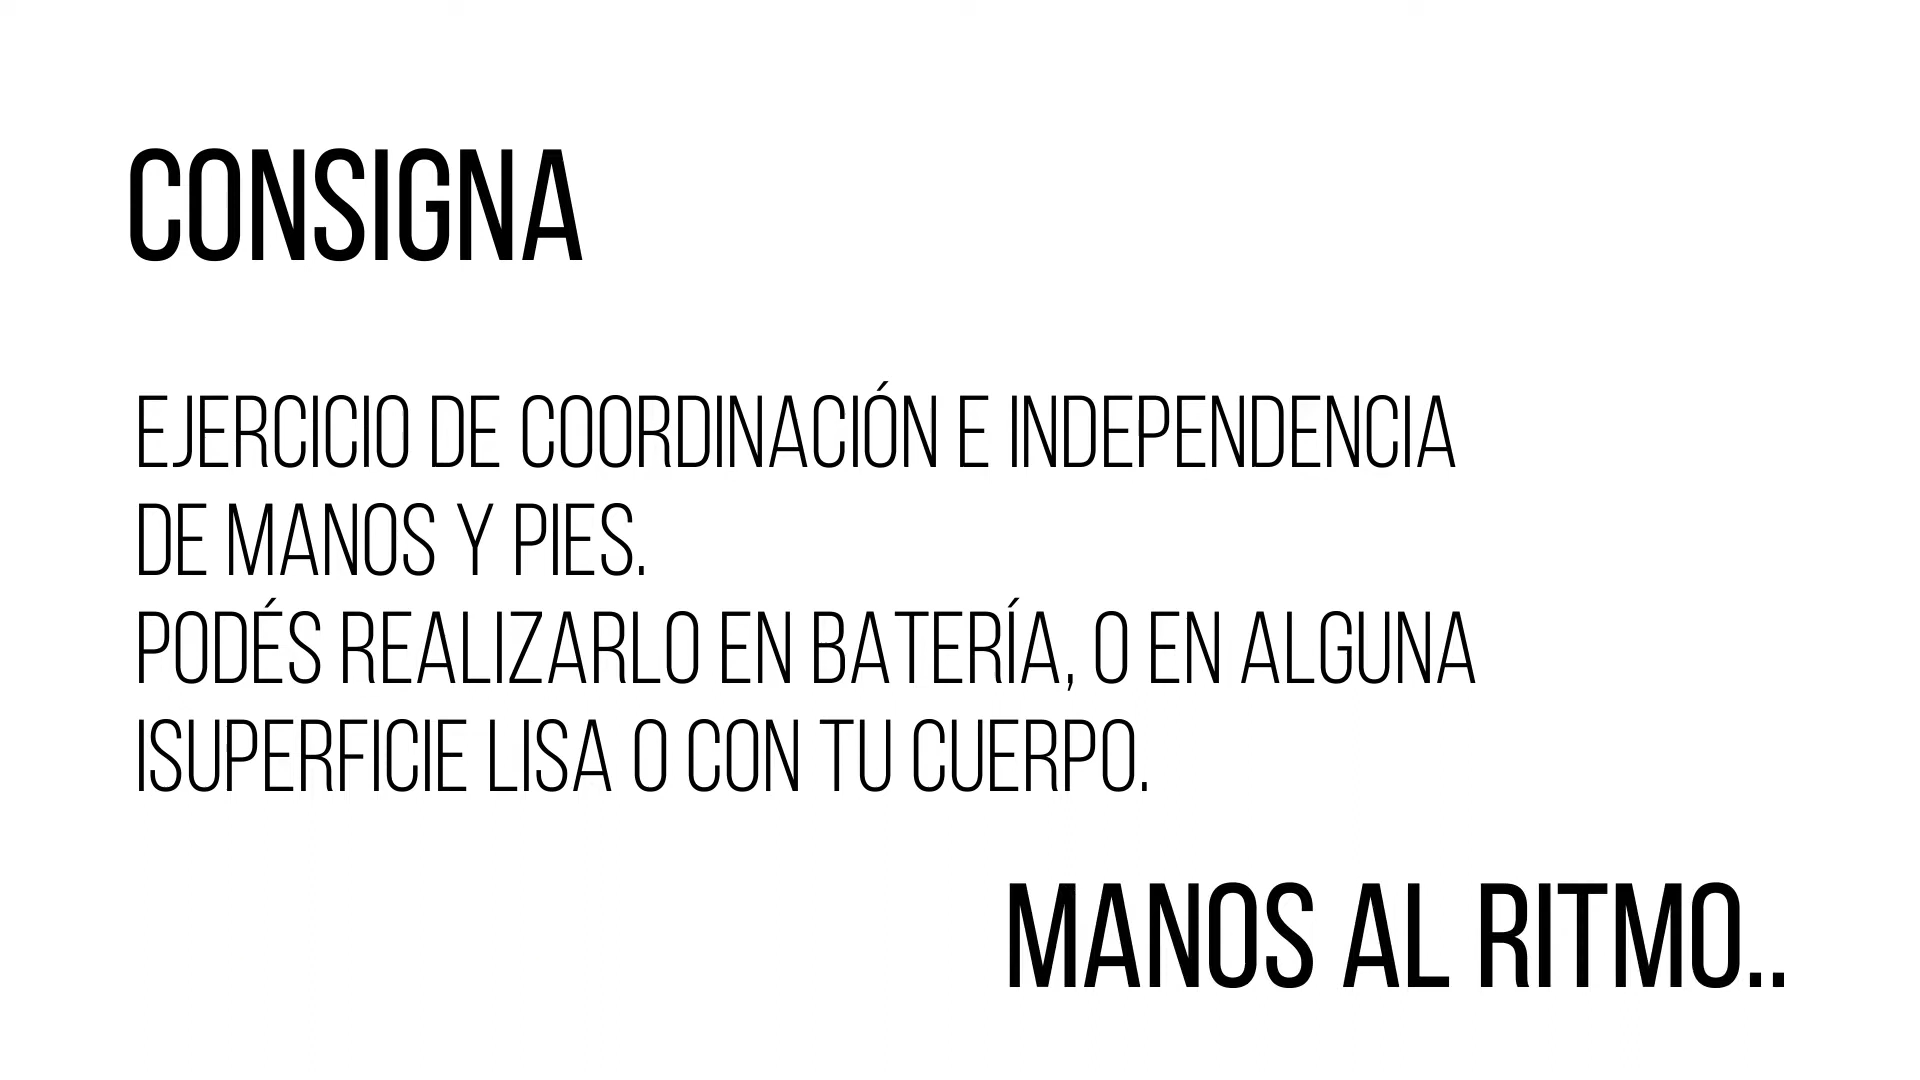 CONSIGNA
EJERCICIO DE COORDINACIÓN E INDEPENDENCIA
DE MANOS Y PIES.
PODÉS REALIZARLO EN BATERÍA, O EN ALGUNA
ISUPERFICIE LISA O CON TU CUERPO.
MANOS AL RITMO..